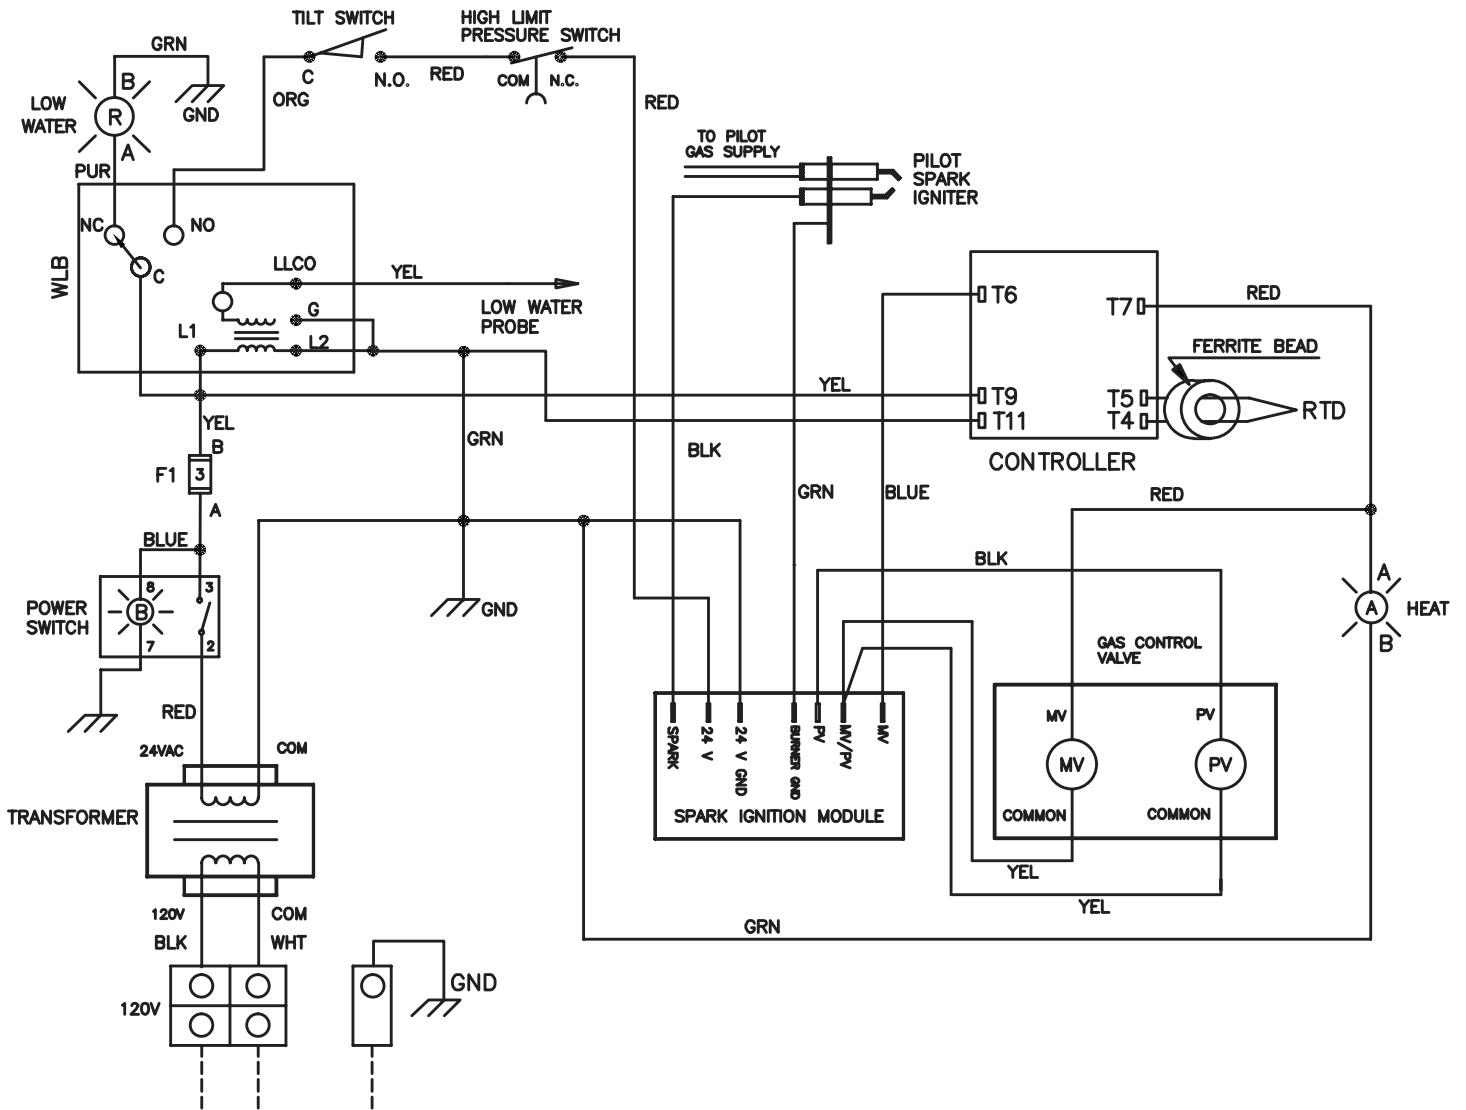 TILT SWITCH
HIGH LIMIT
PRESSURE SWITCH
GRN
B
LOW
WATER
R
GND
A
PUR
C
ORG
N.O.
RED
COM
N.C.
RED
TO PILOT
GAS SUPPLY
PILOT
SPARK
IGNITER
NC
NO
C
WLB
LLCO
YEL
LOW WATER
PROBE
G
L1
L2
T6
T7
RED
FERRITE BEAD
YEL
T9
T5
T11
T4
RTD
CONTROLLER
YEL
B
F1
3
A
GRN
BLK
GRN
BLUE
RED
BLUE
8
3
B
7
2
POWER
SWITCH
GND
BLK
A
A
HEAT
B
GAS CONTROL
VALVE
RED
24VAC
COM
TRANSFORMER
SPARK
24 V
24 V GND
BURNER GND
PV
MV/PV
MV
SPARK IGNITION MODULE
MV
PV
MV
PV
COMMON
COMMON
YEL
YEL
GRN
120V
COM
BLK
WHT
120V
GND